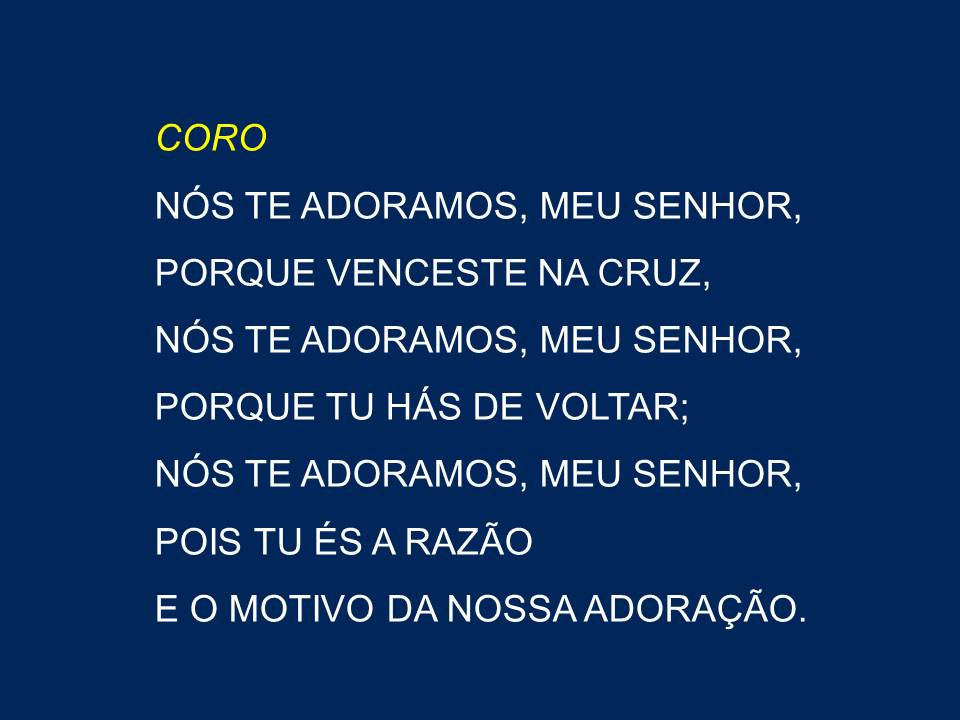 CORO
NÓS TE ADORAMOS, MEU SENHOR,
PORQUE VENCESTE NA CRUZ,
NÓS TE ADORAMOS, MEU SENHOR,
PORQUE TU HÁS DE VOLTAR;
NÓS TE ADORAMOS, MEU SENHOR,
POIS TU ÉS A RAZÃO
E O MOTIVO DA NOSSA ADORAÇÃO.